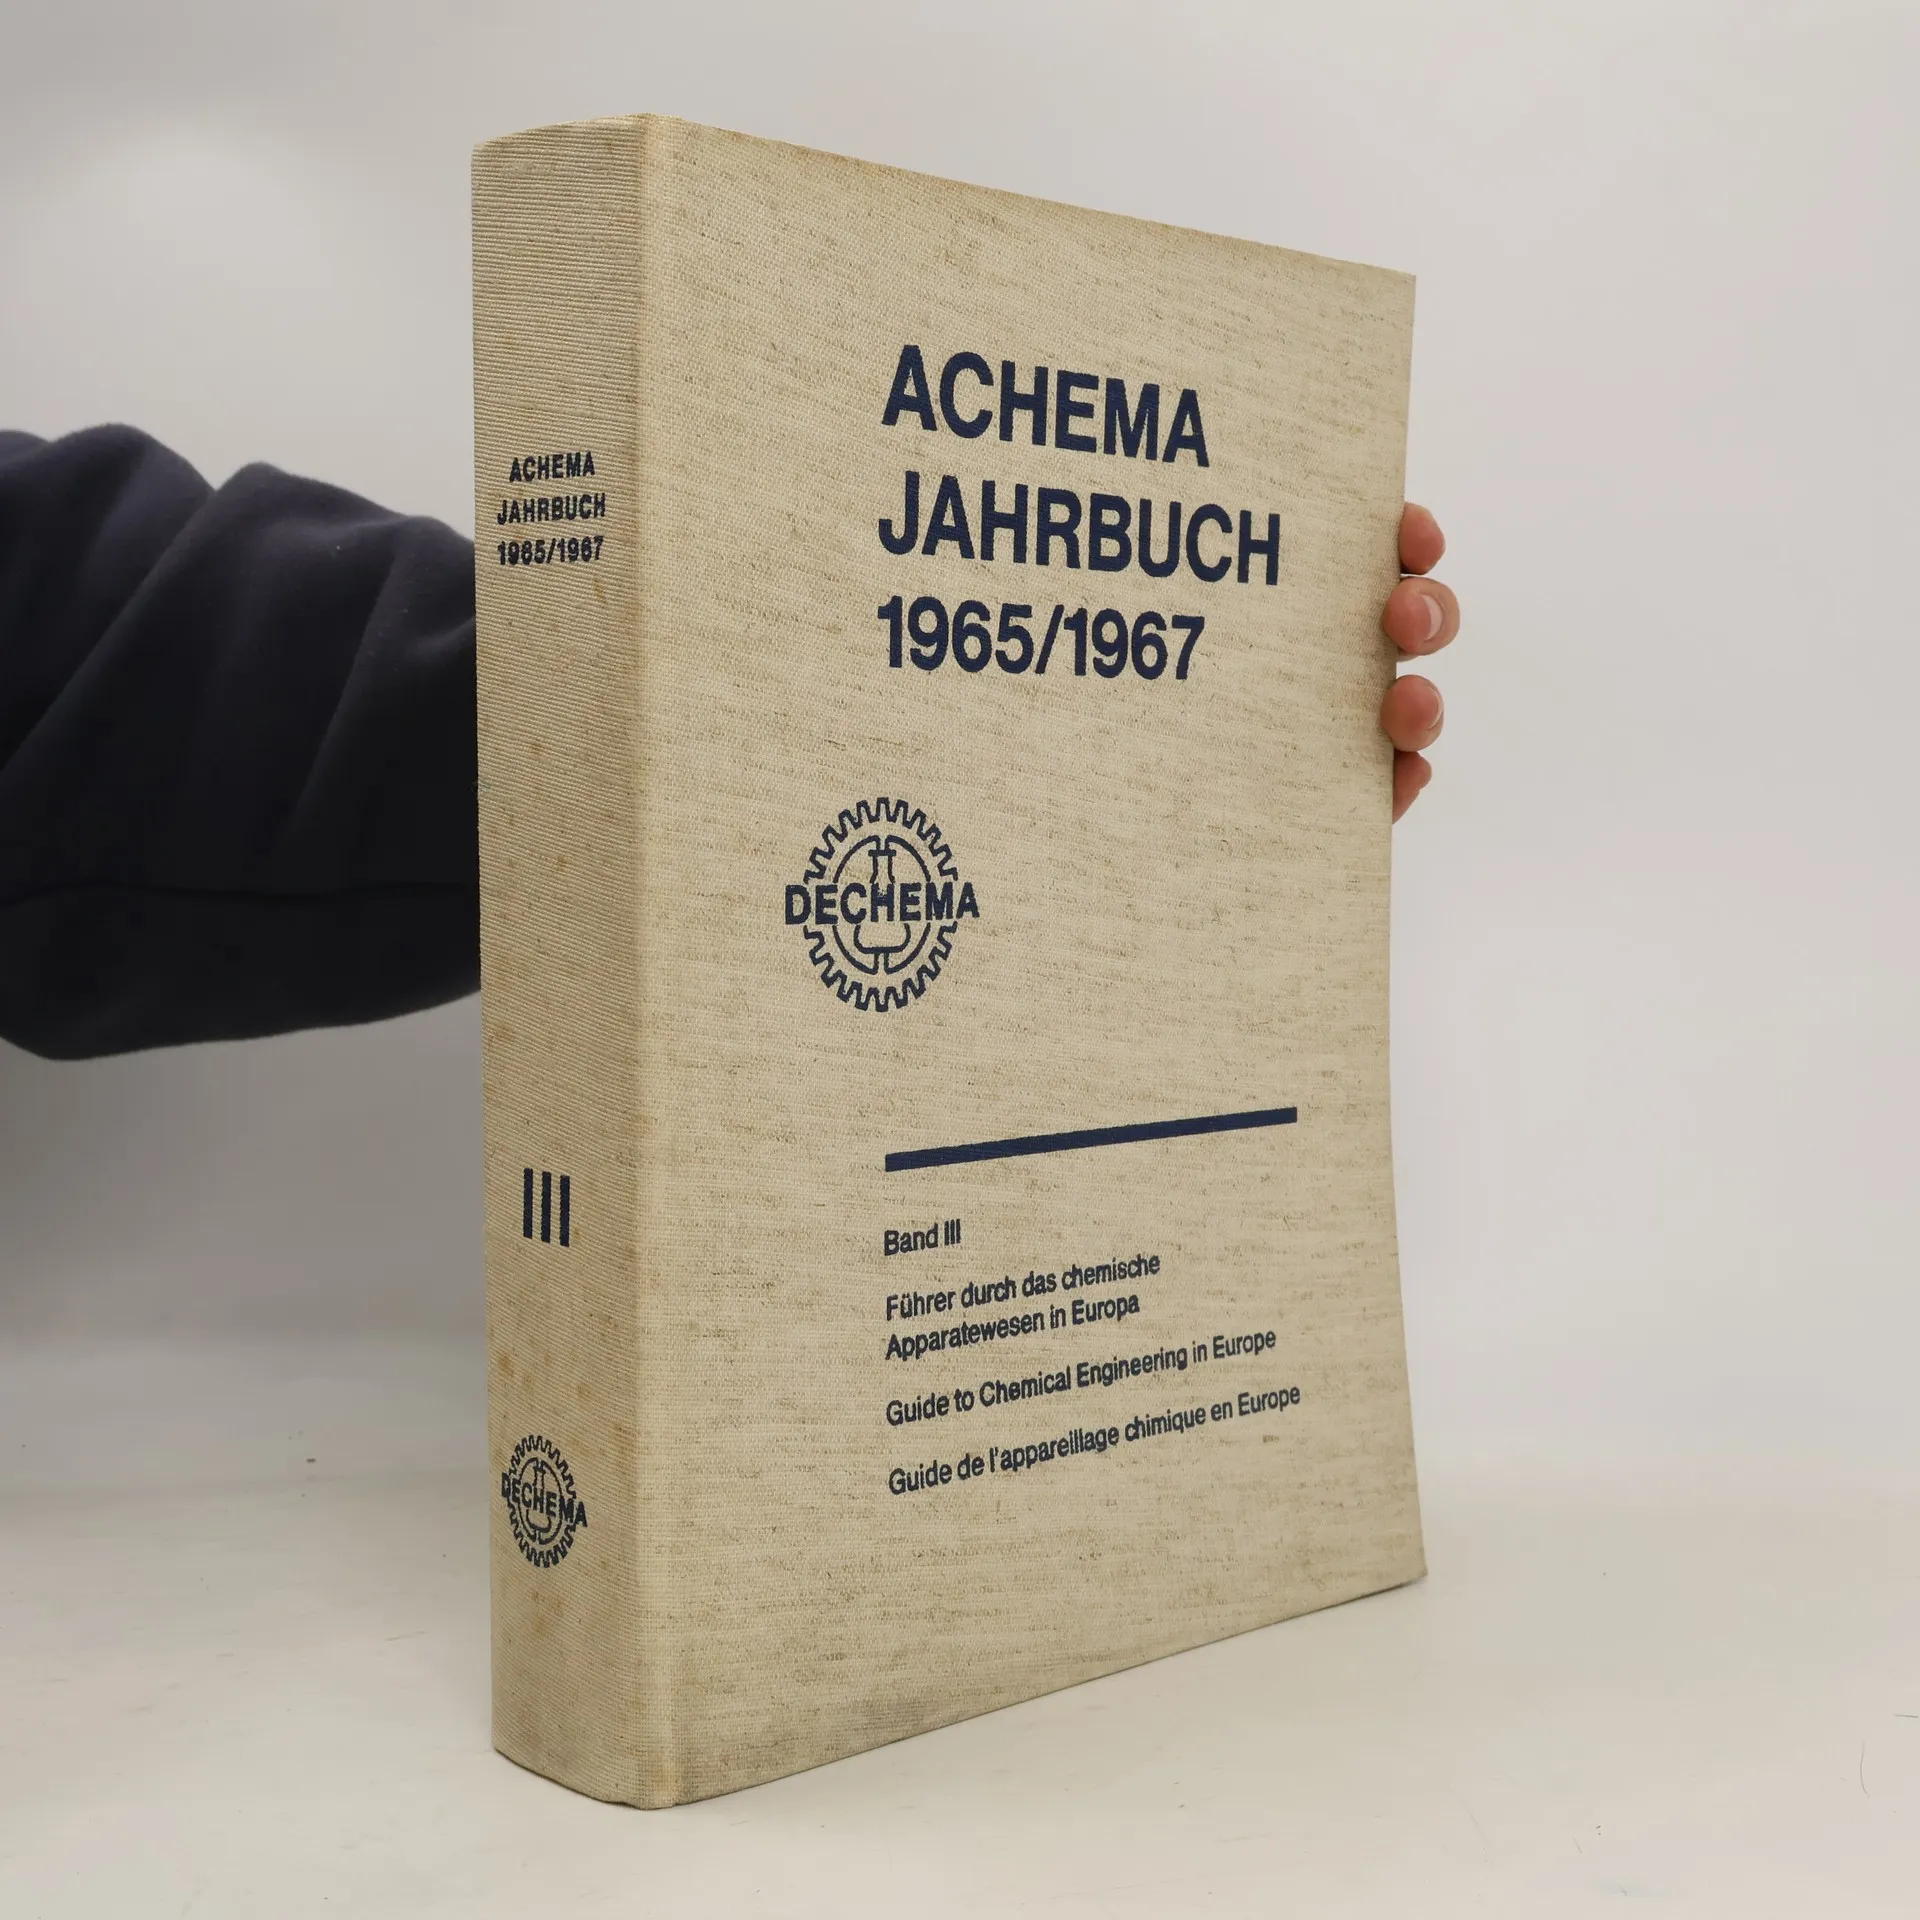 ACHEMA
JAHRBUCH
1965/1967
III
DECHEMA
ACHEMA
JAHRBUCH
1965/1967
DECHEMA
Band III
Führer durch das chemische
Apparatewesen in Europa
Guide to Chemical Engineering in Europe
Guide de l'appareillage chimique en Europe